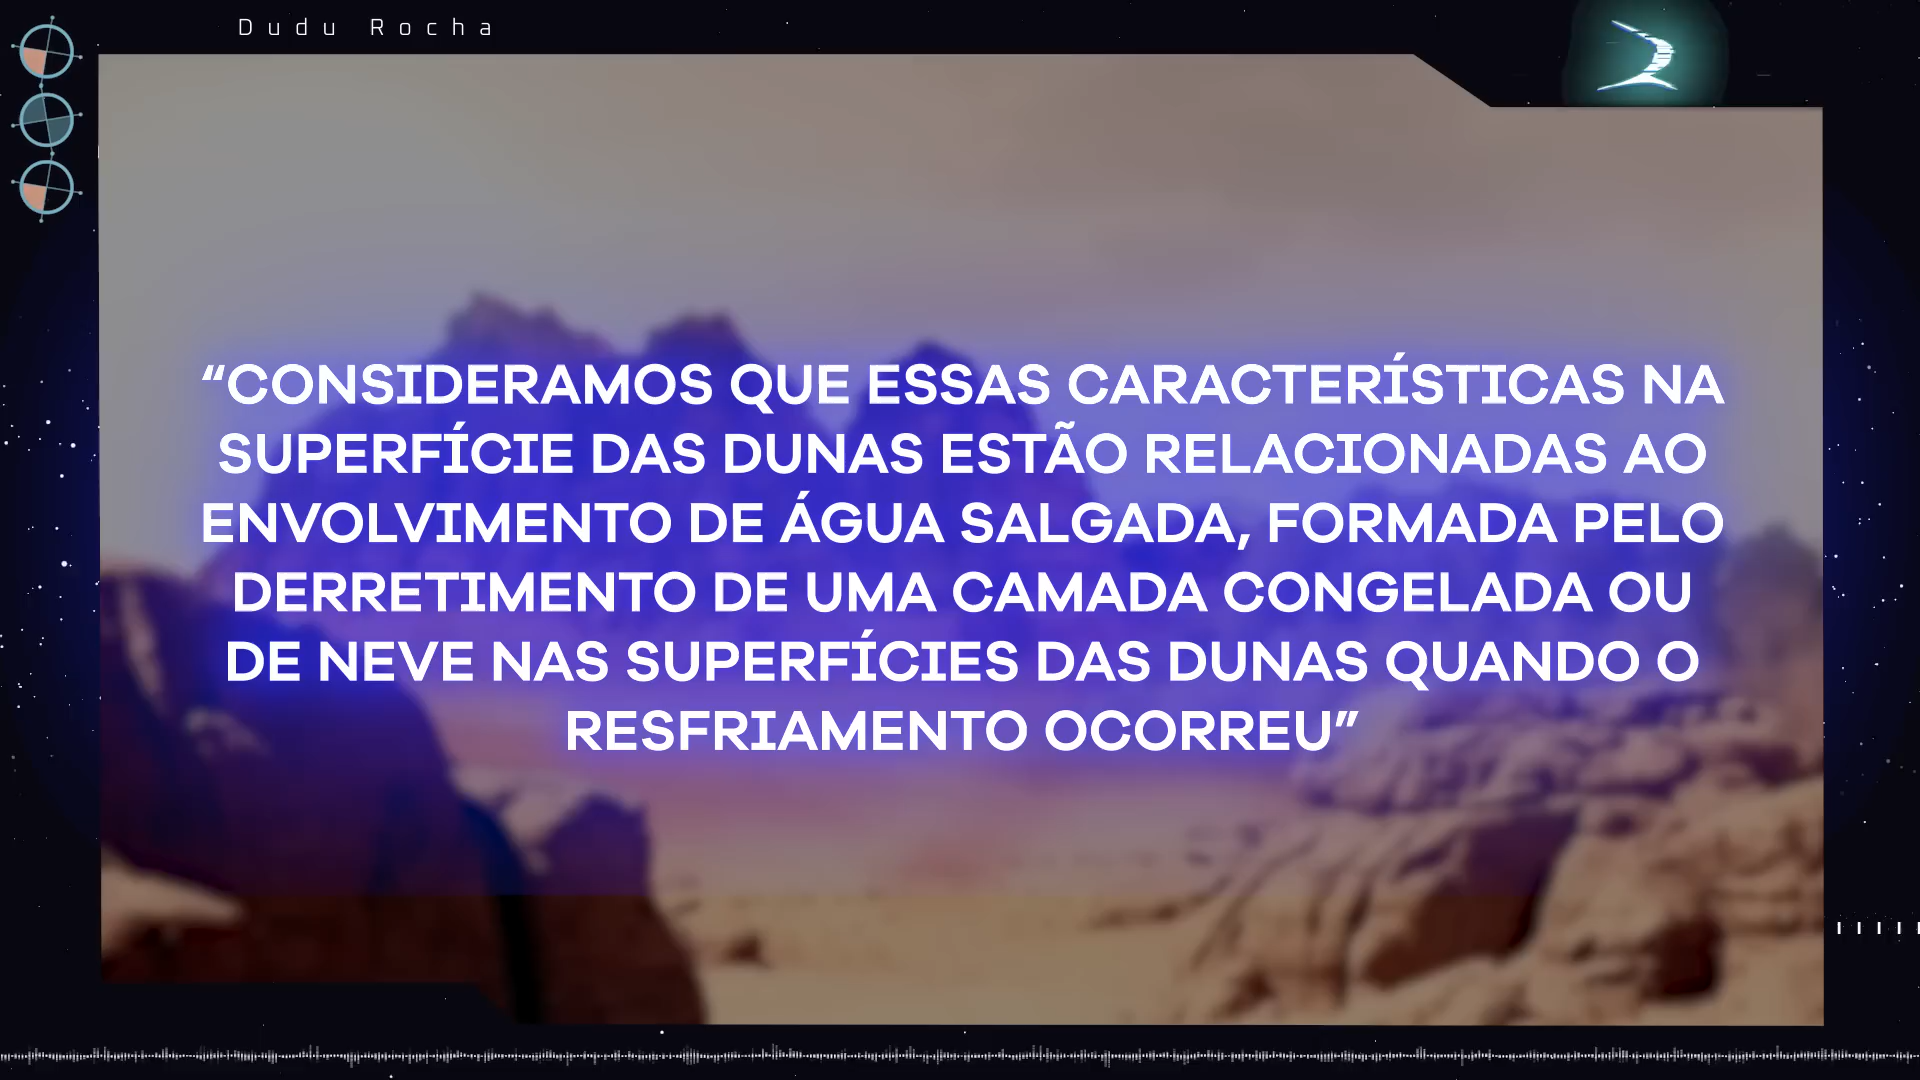 Dudu Rocha
“CONSIDERAMOS QUE ESSAS CARACTERÍSTICAS NA
SUPERFÍCIE DAS DUNAS ESTÃO RELACIONADAS AO
ENVOLVIMENTO DE ÁGUA SALGADA, FORMADA PELO
DERRETIMENTO DE UMA CAMADA CONGELADA OU
DE NEVE NAS SUPERFÍCIES DAS DUNAS QUANDO O
RESFRIAMENTO OCORREU”